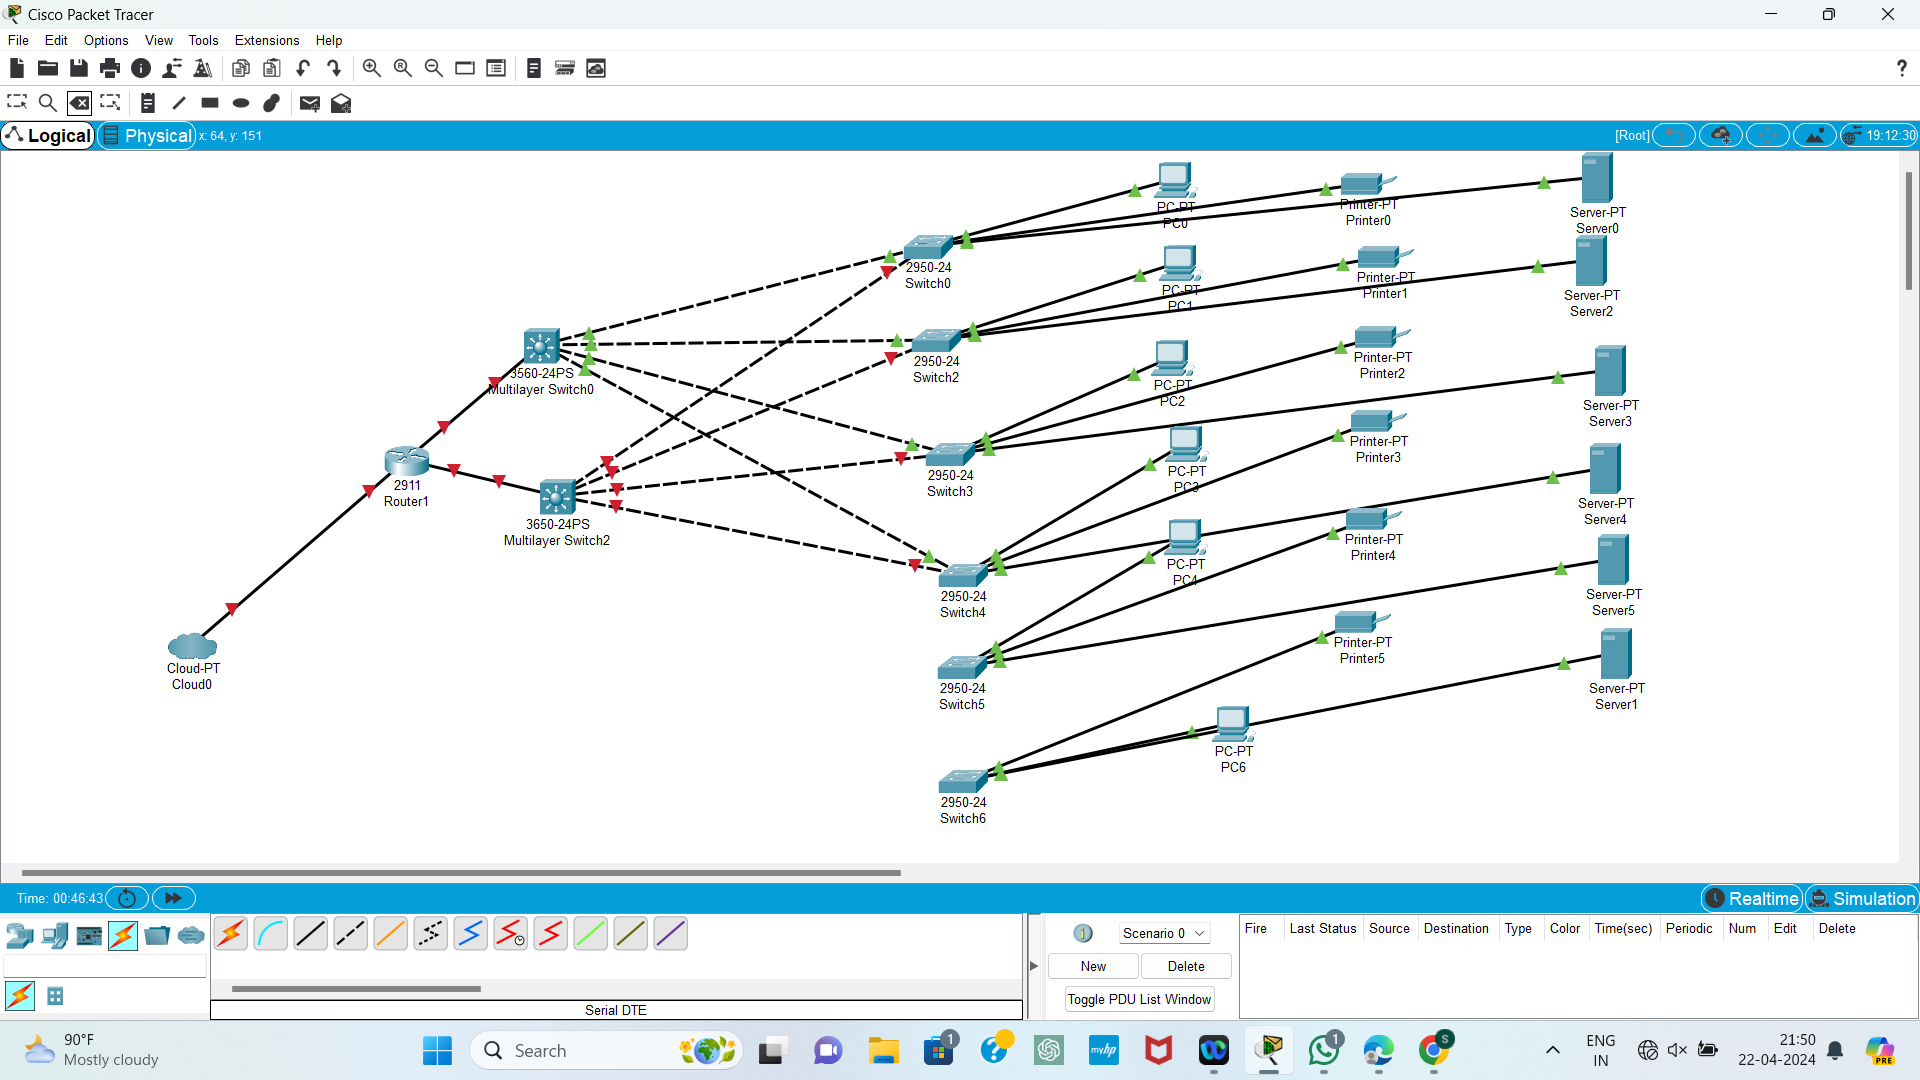 Cisco Packet Tracer
File Edit Options View Tools Extensions Help
?
Logical Physical x: 64, y: 151 [Root] 19:12:30
PC-PT
PC0
Printer-PT
Printer0
Server-PT
Server0
2950-24
Switch0
PC-PT
PC1
Printer-PT
Printer1
Server-PT
Server2
3560-24PS
Multilayer Switch0
2950-24
Switch2
PC-PT
PC2
Printer-PT
Printer2
Server-PT
Server3
2911
Router1
2950-24
Switch3
PC-PT
PC3
Printer-PT
Printer3
Server-PT
Server4
3650-24PS
Multilayer Switch2
PC-PT
PC4
Printer-PT
Printer4
Server-PT
Server5
2950-24
Switch4
Cloud-PT
Cloud0
2950-24
Switch5
Printer-PT
Printer5
Server-PT
Server1
PC-PT
PC6
2950-24
Switch6
Time: 00:46:43 Realtime Simulation
1 Scenario 0
New Delete
Toggle PDU List Window
Fire Last Status Source Destination Type Color Time(sec) Periodic Num Edit Delete
Serial DTE
90°F
Mostly cloudy
Search
1
?
myhp
1
S
ENG
IN
21:50
22-04-2024
PRE